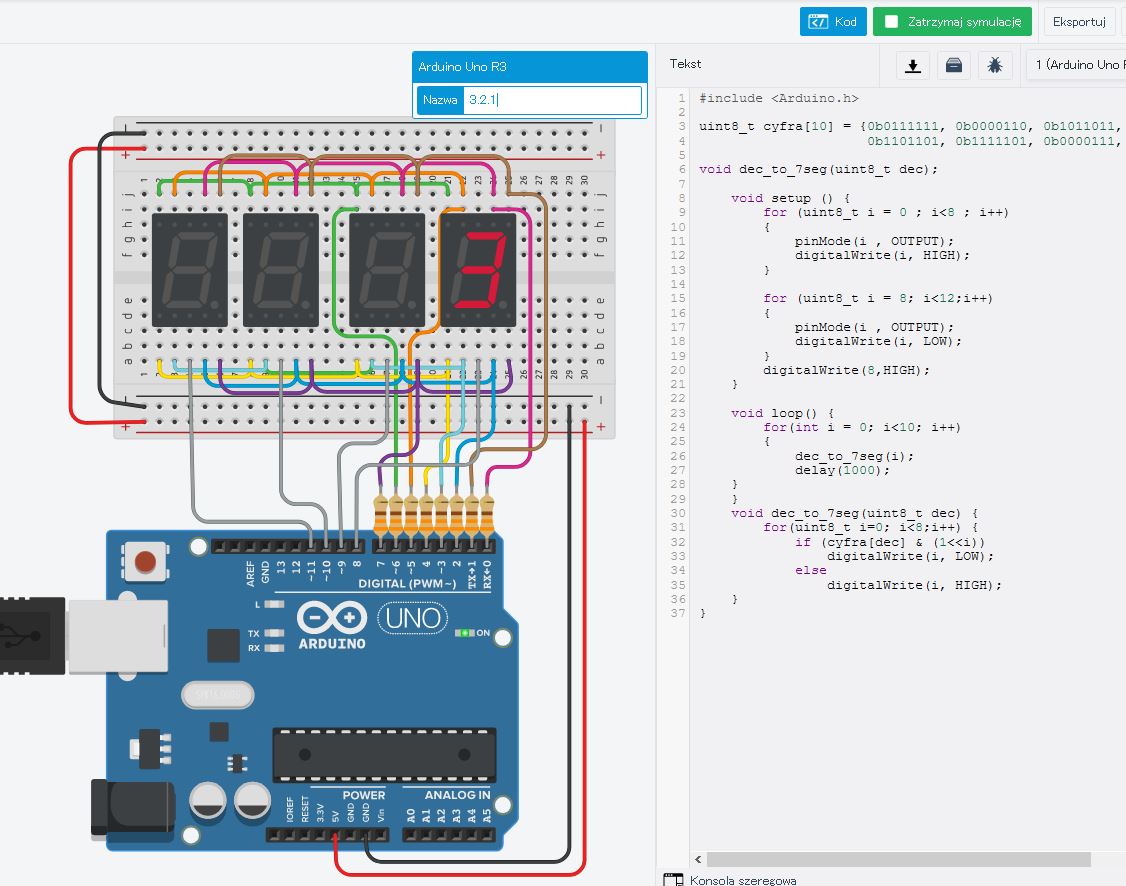 Kod
Zatrzymaj symulację
Eksportuj
Arduino Uno R3
Nazwa 3.2.1
Tekst
1 (Arduino Uno R
1 #include <Arduino.h>
2
3 uint8_t cyfra[10] = {0b0111111, 0b0000110, 0b1011011,
4 0b1101101, 0b1111101, 0b0000111,
5
6 void dec_to_7seg(uint8_t dec);
7
8 void setup () {
9 for (uint8_t i = 0 ; i<8 ; i++)
10 {
11 pinMode(i , OUTPUT);
12 digitalWrite(i, HIGH);
13 }
14
15 for (uint8_t i = 8; i<12;i++)
16 {
17 pinMode(i , OUTPUT);
18 digitalWrite(i, LOW);
19 }
20 digitalWrite(8,HIGH);
21 }
22
23 void loop() {
24 for(int i = 0; i<10; i++)
25 {
26 dec_to_7seg(i);
27 delay(1000);
28 }
29 }
30 void dec_to_7seg(uint8_t dec) {
31 for(uint8_t i=0; i<8;i++) {
32 if (cyfra[dec] & (1<<i))
33 digitalWrite(i, LOW);
34 else
35 digitalWrite(i, HIGH);
36 }
37 }
Konsola szeregowa
3
j
i
h
g
f
e
d
c
b
a
AREF
GND
13
12
~11
~10
~9
8
7
~6
~5
4
~3
2
TX→1
RX←0
DIGITAL (PWM~)
L
TX
RX
ARDUINO
UNO
ON
POWER
ANALOG IN
IOREF
RESET
3.3V
5V
GND
GND
Vin
A0
A1
A2
A3
A4
A5